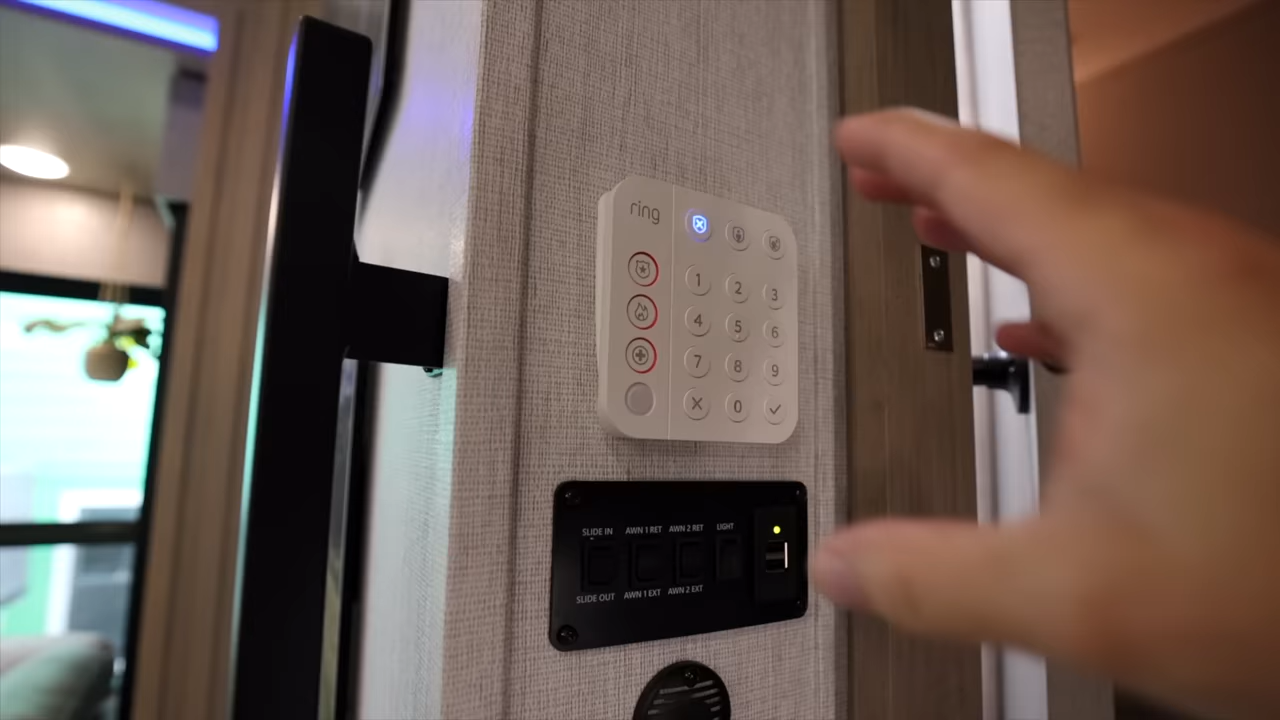 ring
1 2 3
4 5 6
7 8 9
0
SLIDE IN AWN 1 RET AWN 2 RET LIGHT
SLIDE OUT AWN 1 EXT AWN 2 EXT